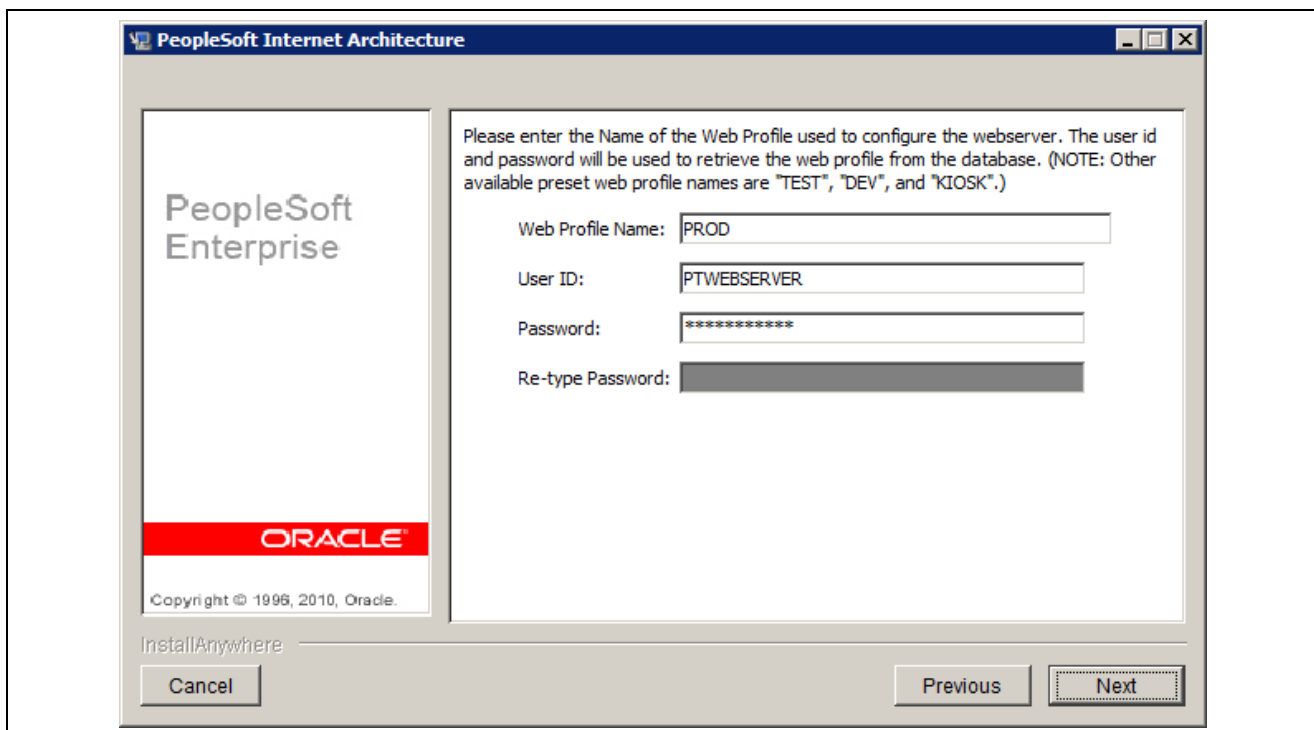 PeopleSoft Internet Architecture
Please enter the Name of the Web Profile used to configure the webserver. The user id
and password will be used to retrieve the web profile from the database. (NOTE: Other
available preset web profile names are "TEST", "DEV", and "KIOSK".)
PeopleSoft
Enterprise
Web Profile Name: PROD
User ID: PTWEBSERVER
Password: ***********
Re-type Password:
ORACLE
Copyright © 1996, 2010, Oracle.
InstallAnywhere
Cancel Previous Next